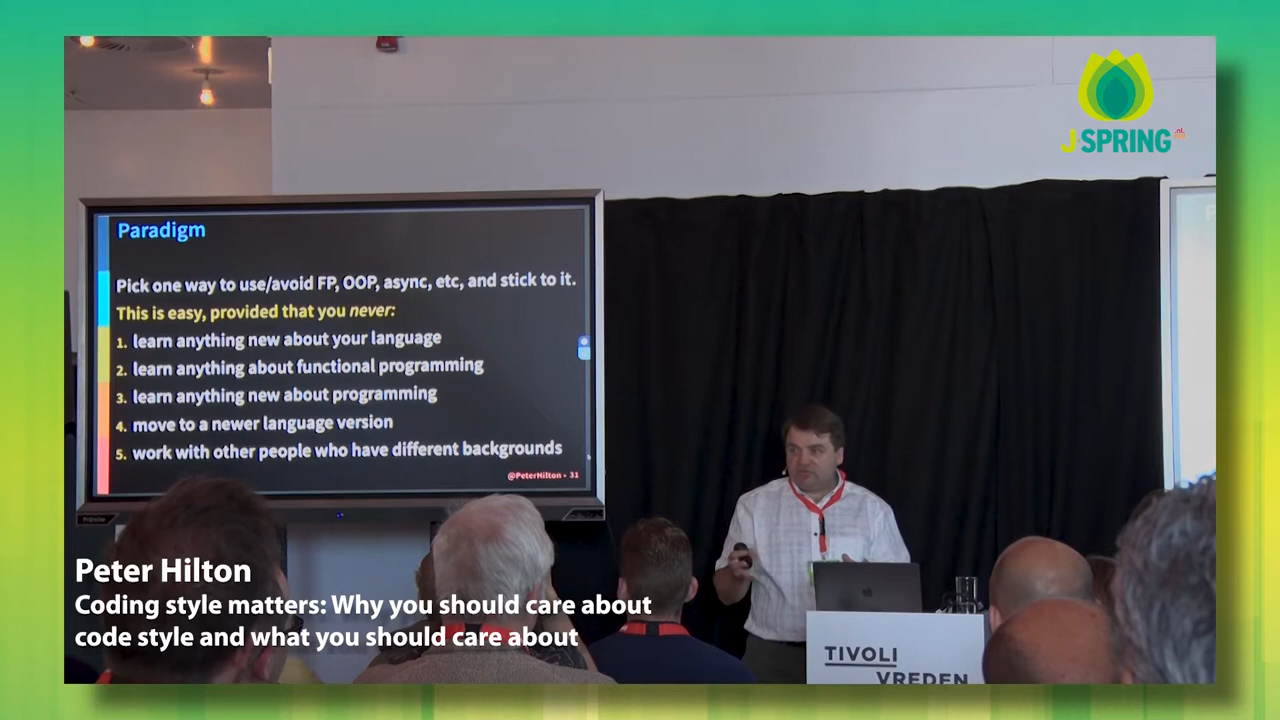 J-SPRING.nl
Paradigm
Pick one way to use/avoid FP, OOP, async, etc, and stick to it.
This is easy, provided that you never:
1. learn anything new about your language
2. learn anything about functional programming
3. learn anything new about programming
4. move to a newer language version
5. work with other people who have different backgrounds
@PeterHilton • 31
Peter Hilton
Coding style matters: Why you should care about
code style and what you should care about
TIVOLI
VREDEN